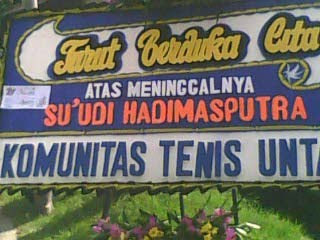 Turut Berduka Cita
ATAS MENINGGALNYA
SU'UDI HADIMASPUTRA
KOMUNITAS TENIS UNTA